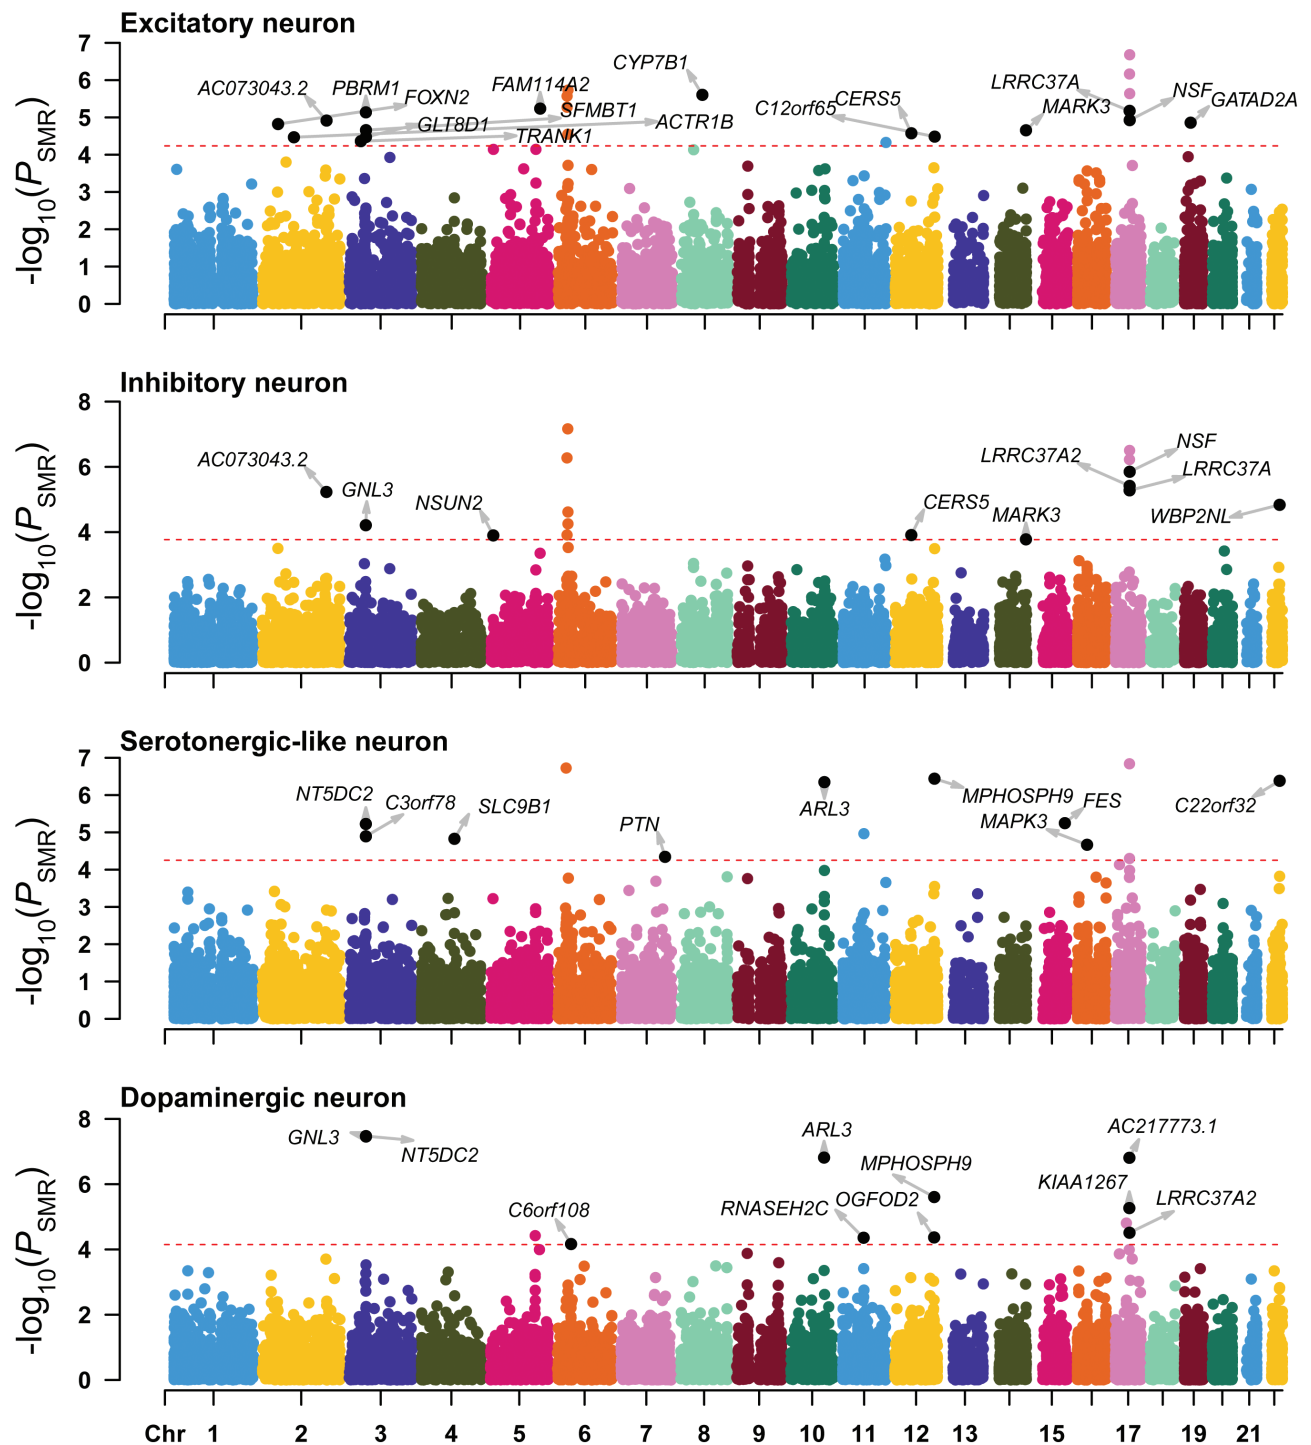 Excitatory neuron
-log10(PSMR)
7
6
5
4
3
2
1
0
AC073043.2
PBRM1
FOXN2
GLT8D1
TRANK1
FAM114A2
SFMBT1
ACTR1B
CYP7B1
C12orf65
CERS5
LRRC37A
MARK3
NSF
GATAD2A
Inhibitory neuron
-log10(PSMR)
8
6
4
2
0
AC073043.2
GNL3
NSUN2
CERS5
MARK3
LRRC37A2
NSF
LRRC37A
WBP2NL
Serotonergic-like neuron
-log10(PSMR)
7
6
5
4
3
2
1
0
NT5DC2
C3orf78
SLC9B1
PTN
ARL3
MPHOSPH9
MAPK3
FES
C22orf32
Dopaminergic neuron
-log10(PSMR)
8
6
4
2
0
GNL3
NT5DC2
C6orf108
ARL3
MPHOSPH9
RNASEH2C
OGFOD2
AC217773.1
KIAA1267
LRRC37A2
Chr 1 2 3 4 5 6 7 8 9 10 11 12 13 15 17 19 21